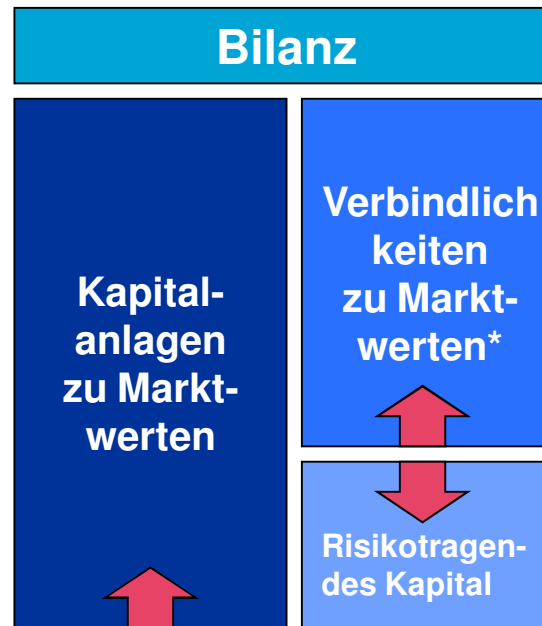 Bilanz
Kapital-
anlagen
zu Markt-
werten
Verbindlich
keiten
zu Markt-
werten*
Risikotragen-
des Kapital